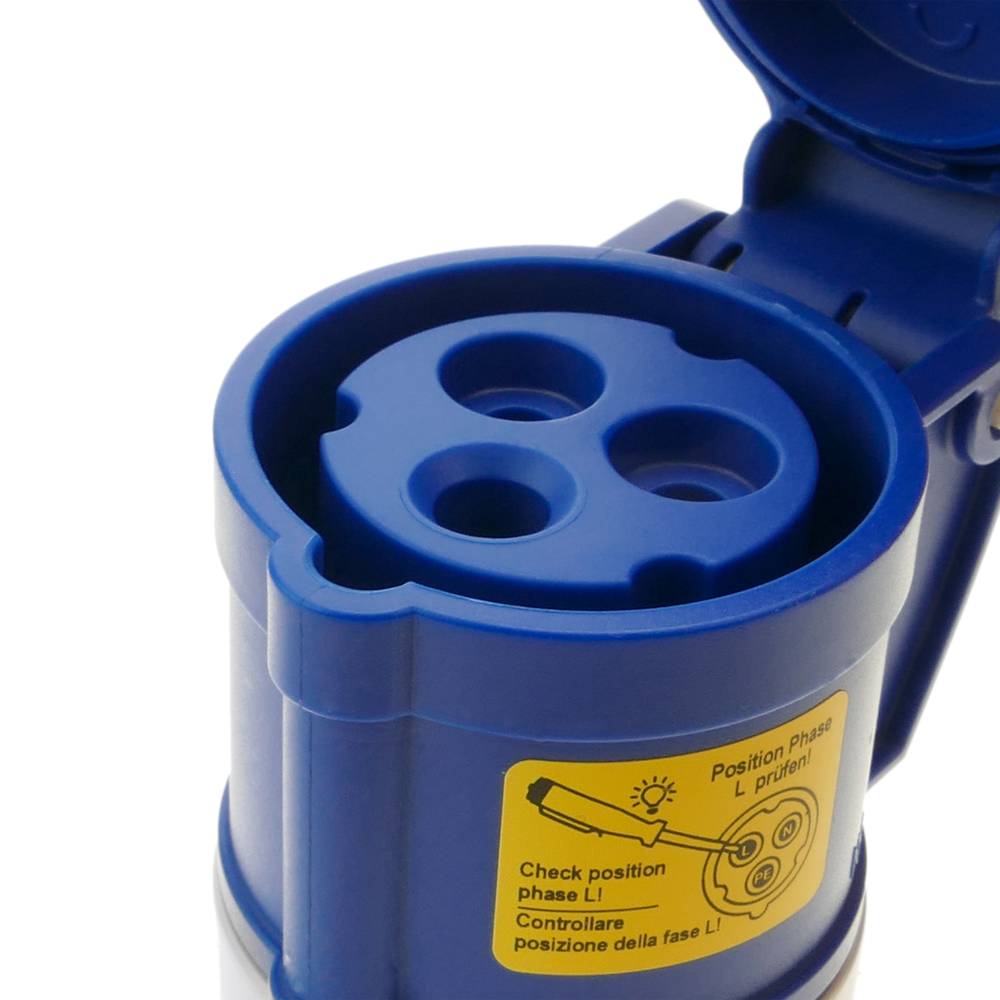 Position Phase
L prüfen!
L
N
PE
Check position
phase L!
Controllare
posizione della fase L!